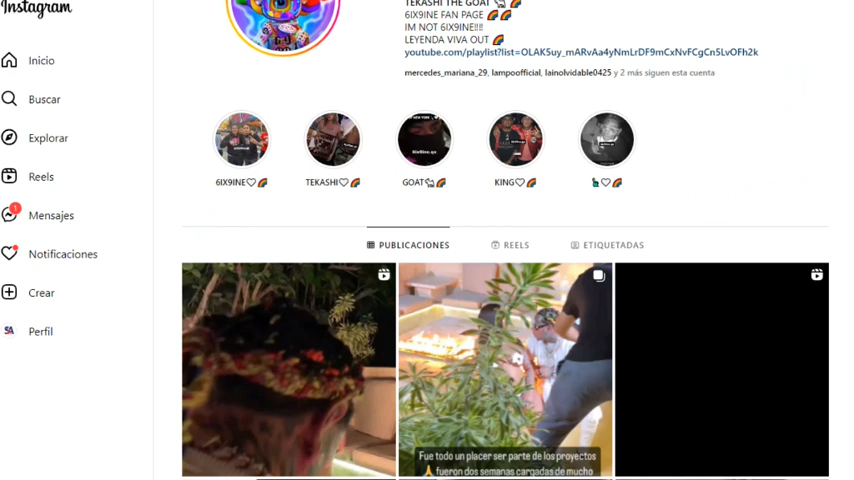 Instagram
TEKASHI THE GOAT 🐐 🌈
6IX9INE FAN PAGE 🌈🌈
IM NOT 6IX9INE!!!!
LEYENDA VIVA OUT 🌈
youtube.com/playlist?list=OLAK5uy_mARvAa4yNmLrDF9mCxNvFCgCn5LvOFh2k
mercedes_mariana_29, lampoofficial, lainolvidable0425 y 2 más siguen esta cuenta
Inicio
Buscar
Explorar
Reels
1
Mensajes
Notificaciones
Crear
SA
Perfil
6IX9INE♡🌈
TEKASHI♡🌈
GOAT🐐🌈
KING♡🌈
PUBLICACIONES
REELS
ETIQUETADAS
Fue todo un placer ser parte de los proyectos
🙏 fueron dos semanas cargadas de mucho